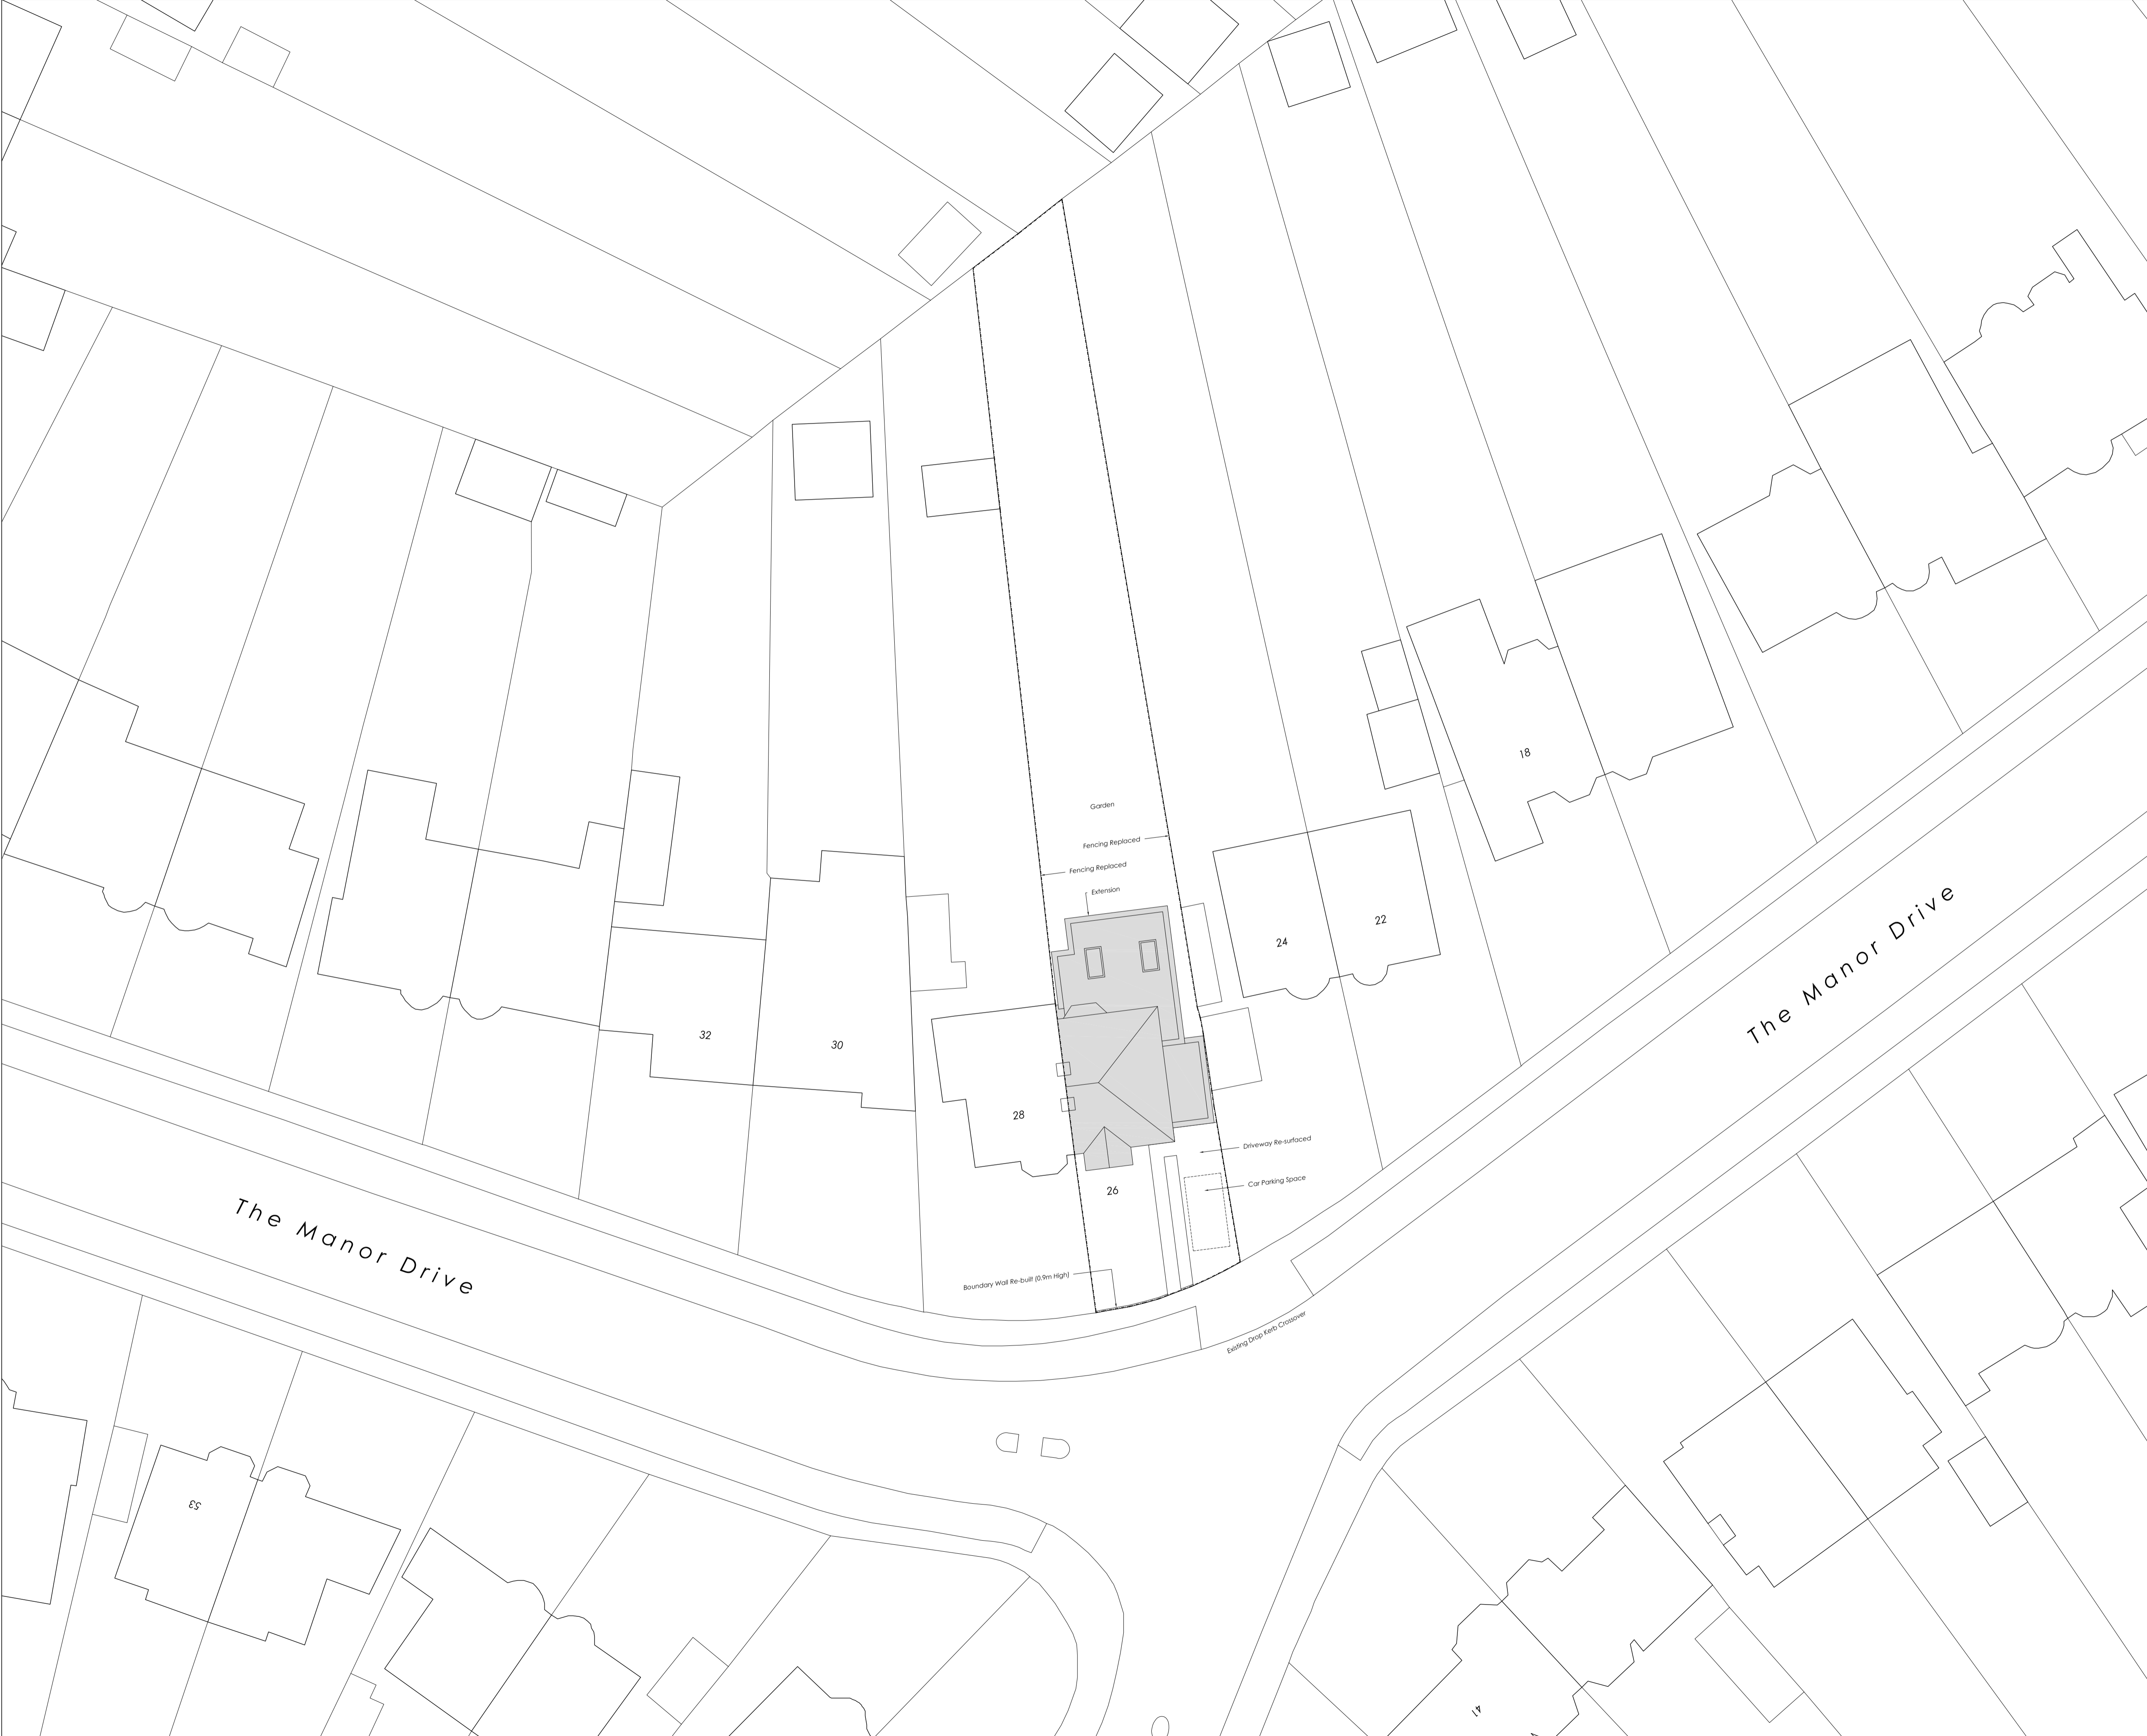 18
Garden
Fencing Replaced
Fencing Replaced
Extension
22
24
The Manor Drive
32
30
28
Driveway Re-surfaced
Car Parking Space
26
The Manor Drive
Boundary Wall Re-built (0.9m High)
Existing Drop Kerb Crossover
53
41